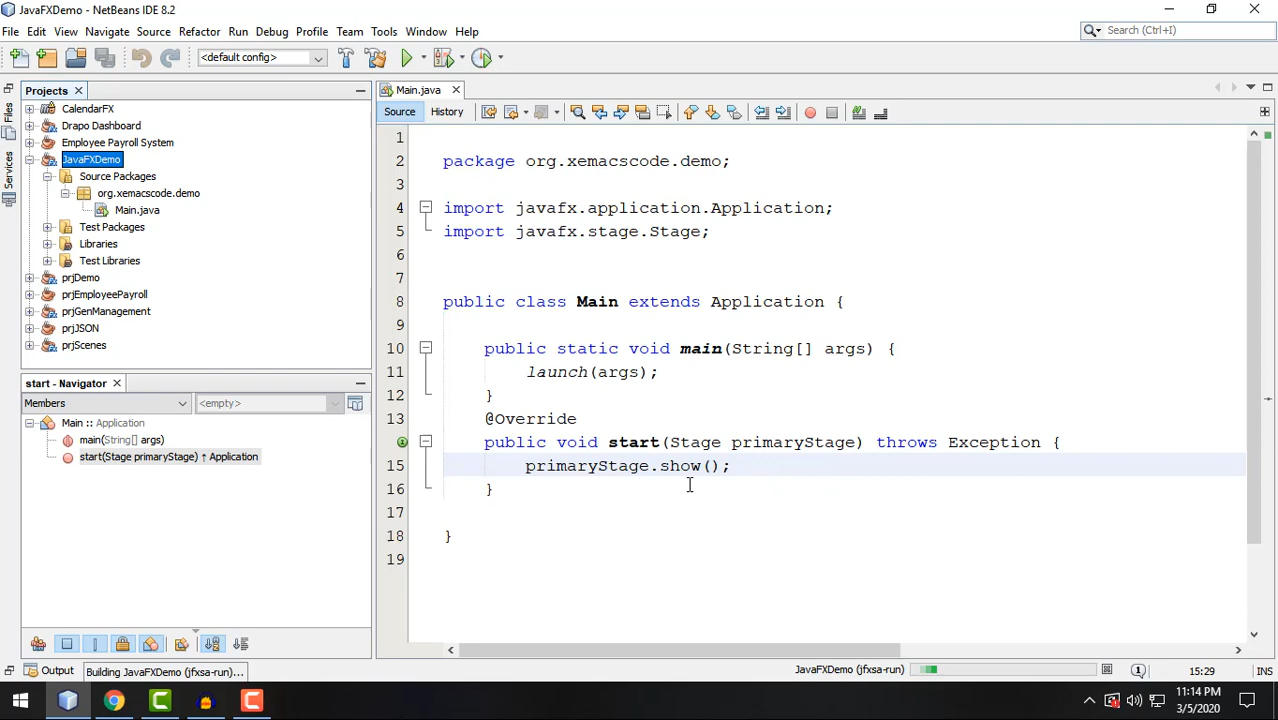 JavaFXDemo - NetBeans IDE 8.2
File Edit View Navigate Source Refactor Run Debug Profile Team Tools Window Help
Search (Ctrl+I)
<default config>
Projects
Main.java
Files
Services
Source History
CalendarFX
Drapo Dashboard
Employee Payroll System
JavaFXDemo
Source Packages
org.xemacscode.demo
Main.java
Test Packages
Libraries
Test Libraries
prjDemo
prjEmployeePayroll
prjGenManagement
prjJSON
prjScenes
1
2 package org.xemacscode.demo;
3
4 import javafx.application.Application;
5 import javafx.stage.Stage;
6
7
8 public class Main extends Application {
9
10 public static void main(String[] args) {
11 launch(args);
12 }
13 @Override
public void start(Stage primaryStage) throws Exception {
15 primaryStage.show();
16 }
17
18 }
19
start - Navigator
Members
<empty>
Main :: Application
main(String[] args)
start(Stage primaryStage) ↑ Application
Output
Building JavaFXDemo (jfxsa-run)...
JavaFXDemo (jfxsa-run)
1
15:29
INS
11:14 PM
3/5/2020